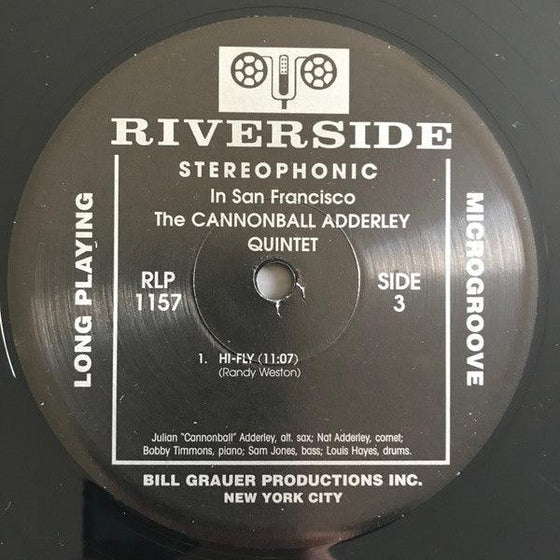 RIVERSIDE
STEREOPHONIC
In San Francisco
The CANNONBALL ADDERLEY
QUINTET
LONG PLAYING
MICROGROOVE
RLP
1157
SIDE
3
1. HI-FLY (11:07)
(Randy Weston)
Julian "Cannonball" Adderley, alt. sax; Nat Adderley, cornet;
Bobby Timmons, piano; Sam Jones, bass; Louis Hayes, drums.
BILL GRAUER PRODUCTIONS INC.
NEW YORK CITY